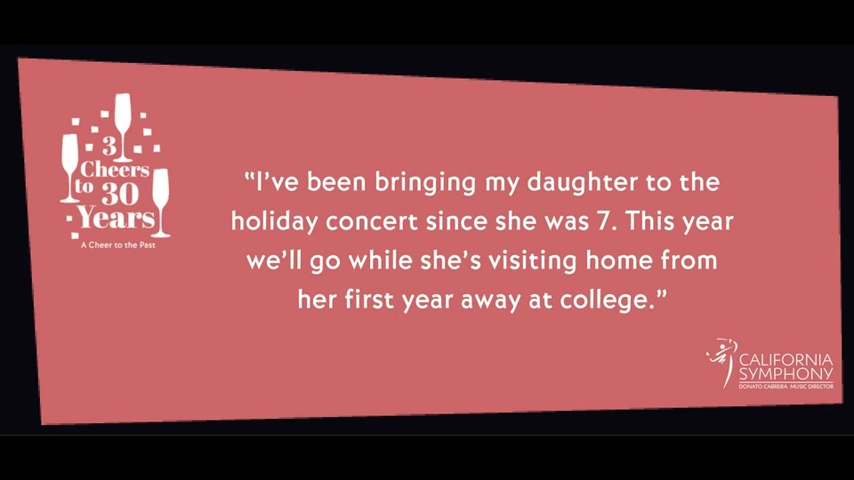 3
Cheers
to 30
Years
A Cheer to the Past
“I’ve been bringing my daughter to the
holiday concert since she was 7. This year
we’ll go while she’s visiting home from
her first year away at college.”
CALIFORNIA
SYMPHONY
DONATO CABRERA MUSIC DIRECTOR